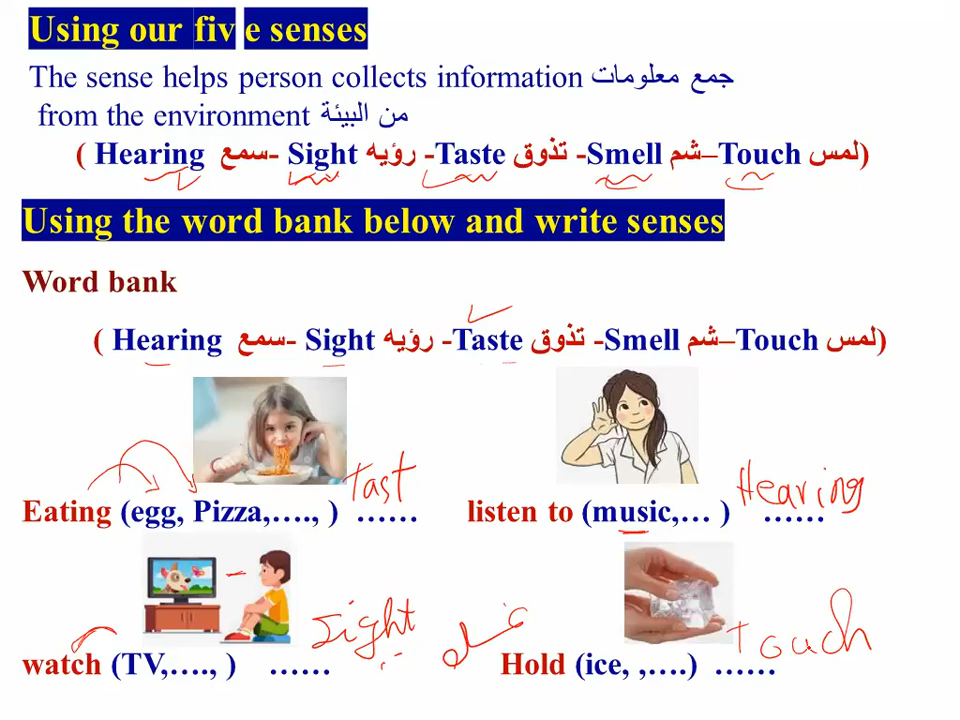 Using our five senses
The sense helps person collects information جمع معلومات
from the environment من البيئة
( Hearing سمع -Sight رؤيه -Taste تذوق -Smell شم –Touch لمس)
Using the word bank below and write senses
Word bank
( Hearing سمع -Sight رؤيه -Taste تذوق -Smell شم –Touch لمس)
Eating (egg, Pizza,…., ) …… tast
listen to (music,… ) …… Hearing
watch (TV,…., ) …… sight
Hold (ice, ,….) …… touch